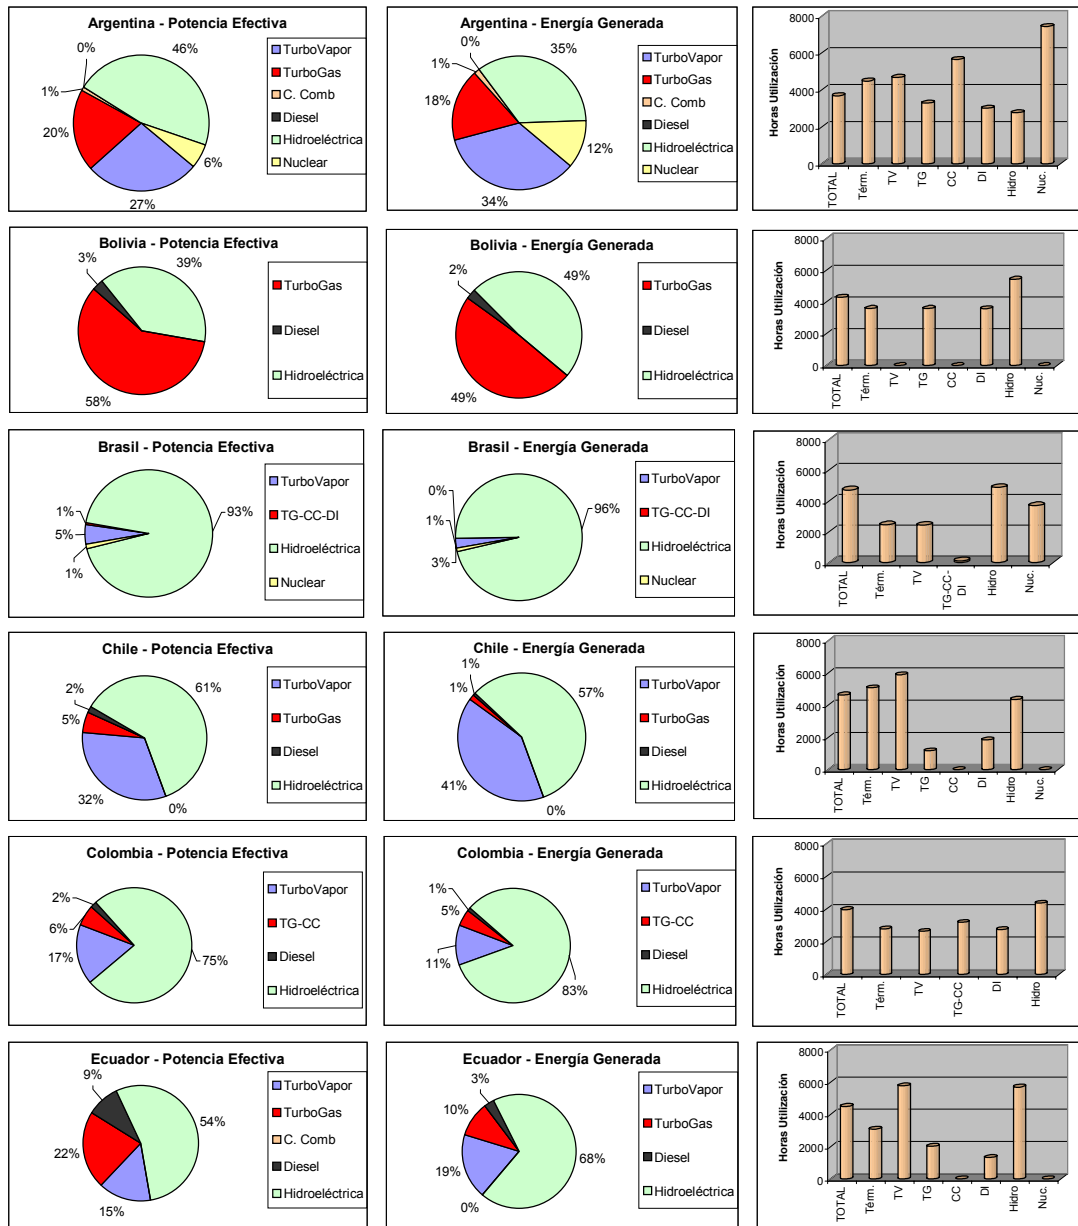 Argentina - Potencia Efectiva
0%
46%
1%
20%
6%
27%
TurboVapor
TurboGas
C. Comb
Diesel
Hidroeléctrica
Nuclear
Argentina - Energía Generada
0%
35%
1%
18%
12%
34%
TurboVapor
TurboGas
C. Comb
Diesel
Hidroeléctrica
Nuclear
Horas Utilización
8000
6000
4000
2000
0
TOTAL
Térm.
TV
TG
CC
DI
Hidro
Nuc.
Bolivia - Potencia Efectiva
3%
39%
58%
TurboGas
Diesel
Hidroeléctrica
Bolivia - Energía Generada
2%
49%
49%
TurboGas
Diesel
Hidroeléctrica
Horas Utilización
8000
6000
4000
2000
0
TOTAL
Térm.
TV
TG
CC
DI
Hidro
Nuc.
Brasil - Potencia Efectiva
1%
93%
5%
1%
TurboVapor
TG-CC-DI
Hidroeléctrica
Nuclear
Brasil - Energía Generada
0%
96%
1%
3%
TurboVapor
TG-CC-DI
Hidroeléctrica
Nuclear
Horas Utilización
8000
6000
4000
2000
0
TOTAL
Térm.
TV
TG-CC-
DI
Hidro
Nuc.
Chile - Potencia Efectiva
2%
61%
5%
32%
0%
TurboVapor
TurboGas
Diesel
Hidroeléctrica
Chile - Energía Generada
1%
57%
1%
41%
0%
TurboVapor
TurboGas
Diesel
Hidroeléctrica
Horas Utilización
8000
6000
4000
2000
0
TOTAL
Térm.
TV
TG
CC
DI
Hidro
Nuc.
Colombia - Potencia Efectiva
2%
6%
17%
75%
TurboVapor
TG-CC
Diesel
Hidroeléctrica
Colombia - Energía Generada
1%
5%
11%
83%
TurboVapor
TG-CC
Diesel
Hidroeléctrica
Horas Utilización
8000
6000
4000
2000
0
TOTAL
Térm.
TV
TG-CC
DI
Hidro
Ecuador - Potencia Efectiva
9%
54%
22%
15%
TurboVapor
TurboGas
C. Comb
Diesel
Hidroeléctrica
Ecuador - Energía Generada
3%
10%
68%
19%
0%
TurboVapor
TurboGas
Diesel
Hidroeléctrica
Horas Utilización
8000
6000
4000
2000
0
TOTAL
Térm.
TV
TG
CC
DI
Hidro
Nuc.